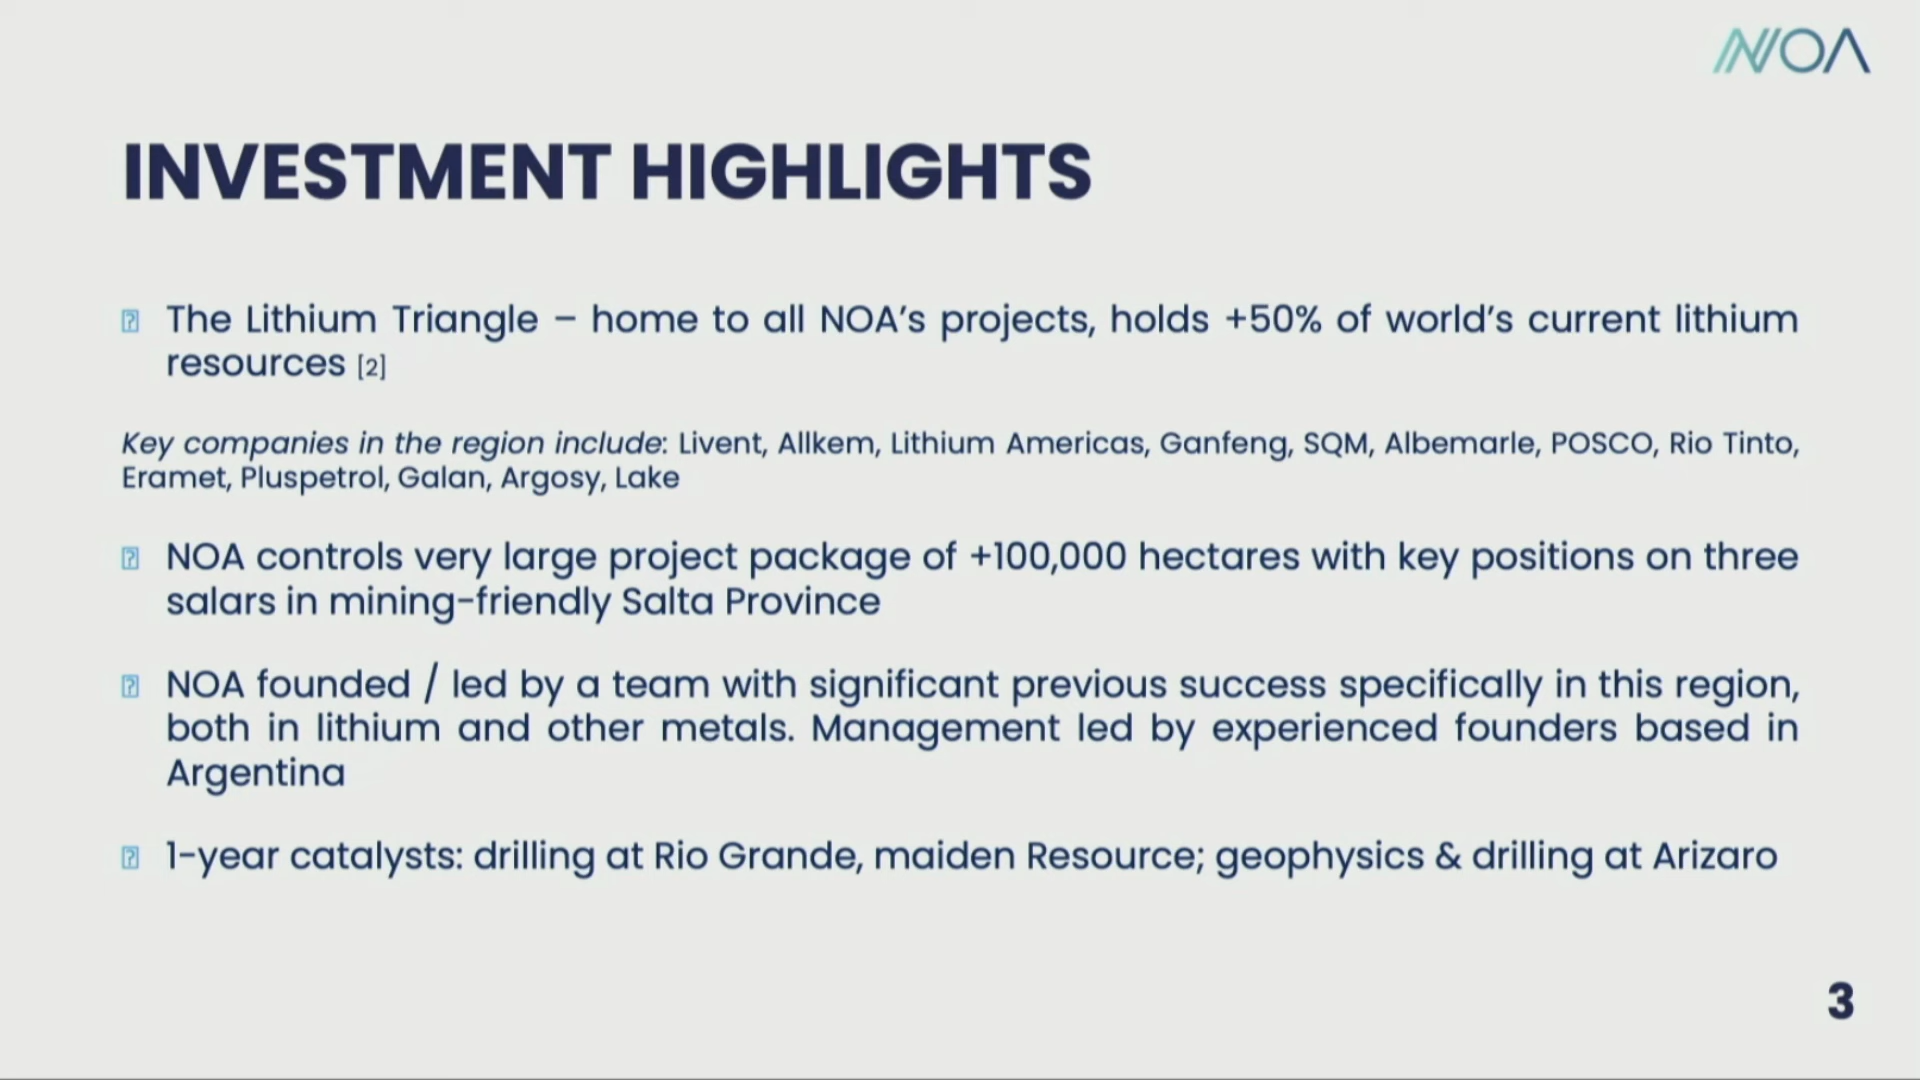 NOA
INVESTMENT HIGHLIGHTS
The Lithium Triangle – home to all NOA’s projects, holds +50% of world’s current lithium
resources [2]
Key companies in the region include: Livent, Allkem, Lithium Americas, Ganfeng, SQM, Albemarle, POSCO, Rio Tinto,
Eramet, Pluspetrol, Galan, Argosy, Lake
NOA controls very large project package of +100,000 hectares with key positions on three
salars in mining-friendly Salta Province
NOA founded / led by a team with significant previous success specifically in this region,
both in lithium and other metals. Management led by experienced founders based in
Argentina
1-year catalysts: drilling at Rio Grande, maiden Resource; geophysics & drilling at Arizaro
3